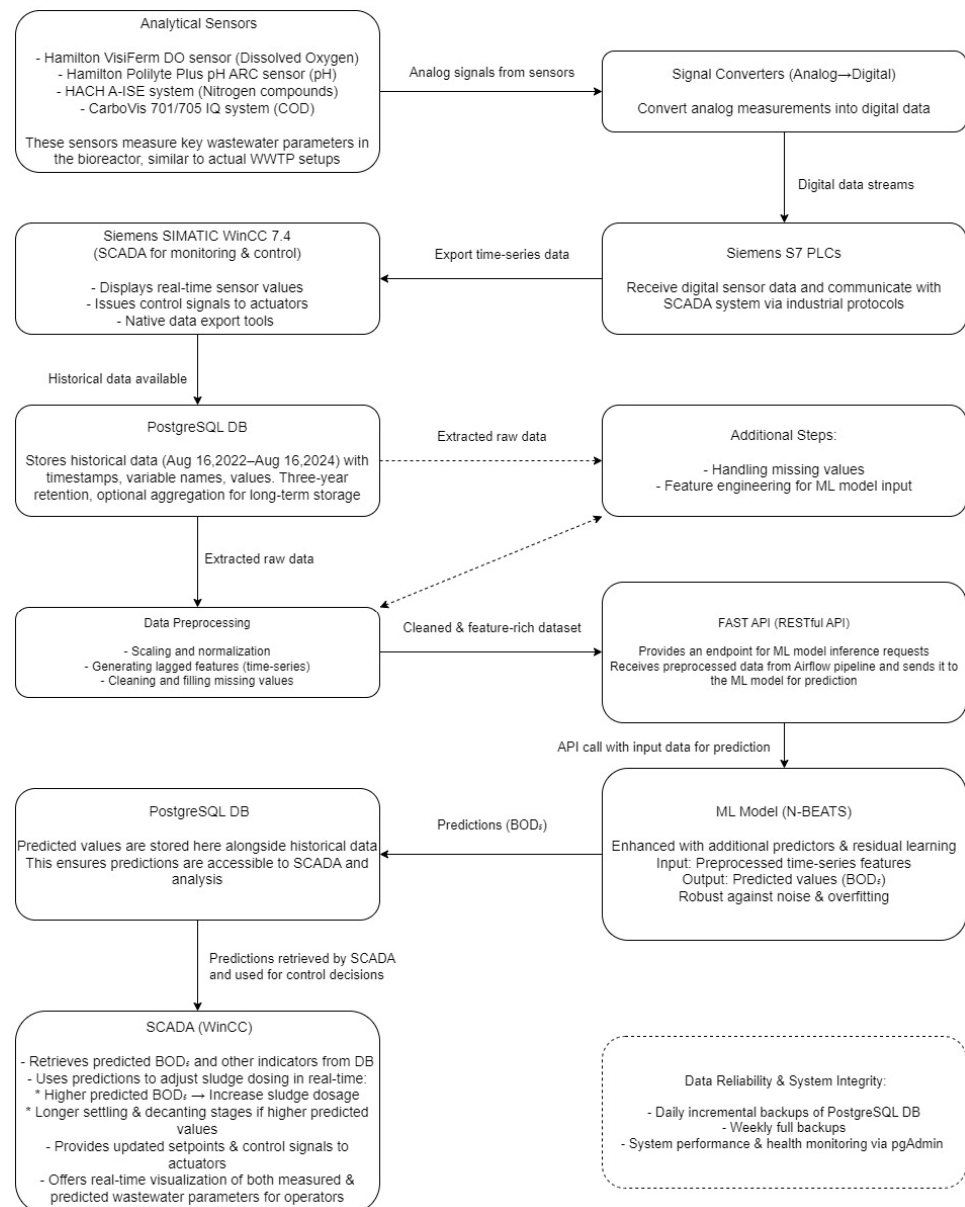 Analytical Sensors
- Hamilton VisiFerm DO sensor (Dissolved Oxygen)
- Hamilton Polilyte Plus pH ARC sensor (pH)
- HACH A-ISE system (Nitrogen compounds)
- CarboVis 701/705 IQ system (COD)
These sensors measure key wastewater parameters in
the bioreactor, similar to actual WWTP setups
Analog signals from sensors
Signal Converters (Analog→Digital)
Convert analog measurements into digital data
Digital data streams
Siemens SIMATIC WinCC 7.4
(SCADA for monitoring & control)
- Displays real-time sensor values
- Issues control signals to actuators
- Native data export tools
Export time-series data
Siemens S7 PLCs
Receive digital sensor data and communicate with
SCADA system via industrial protocols
Historical data available
PostgreSQL DB
Stores historical data (Aug 16,2022–Aug 16,2024) with
timestamps, variable names, values. Three-year
retention, optional aggregation for long-term storage
Extracted raw data
Additional Steps:
- Handling missing values
- Feature engineering for ML model input
Extracted raw data
Data Preprocessing
- Scaling and normalization
- Generating lagged features (time-series)
- Cleaning and filling missing values
Cleaned & feature-rich dataset
FAST API (RESTful API)
Provides an endpoint for ML model inference requests
Receives preprocessed data from Airflow pipeline and sends it to
the ML model for prediction
API call with input data for prediction
PostgreSQL DB
Predicted values are stored here alongside historical data
This ensures predictions are accessible to SCADA and
analysis
Predictions (BOD₅)
ML Model (N-BEATS)
Enhanced with additional predictors & residual learning
Input: Preprocessed time-series features
Output: Predicted values (BOD₅)
Robust against noise & overfitting
Predictions retrieved by SCADA
and used for control decisions
SCADA (WinCC)
- Retrieves predicted BOD₅ and other indicators from DB
- Uses predictions to adjust sludge dosing in real-time:
* Higher predicted BOD₅ → Increase sludge dosage
* Longer settling & decanting stages if higher predicted
values
- Provides updated setpoints & control signals to
actuators
- Offers real-time visualization of both measured &
predicted wastewater parameters for operators
Data Reliability & System Integrity:
- Daily incremental backups of PostgreSQL DB
- Weekly full backups
- System performance & health monitoring via pgAdmin